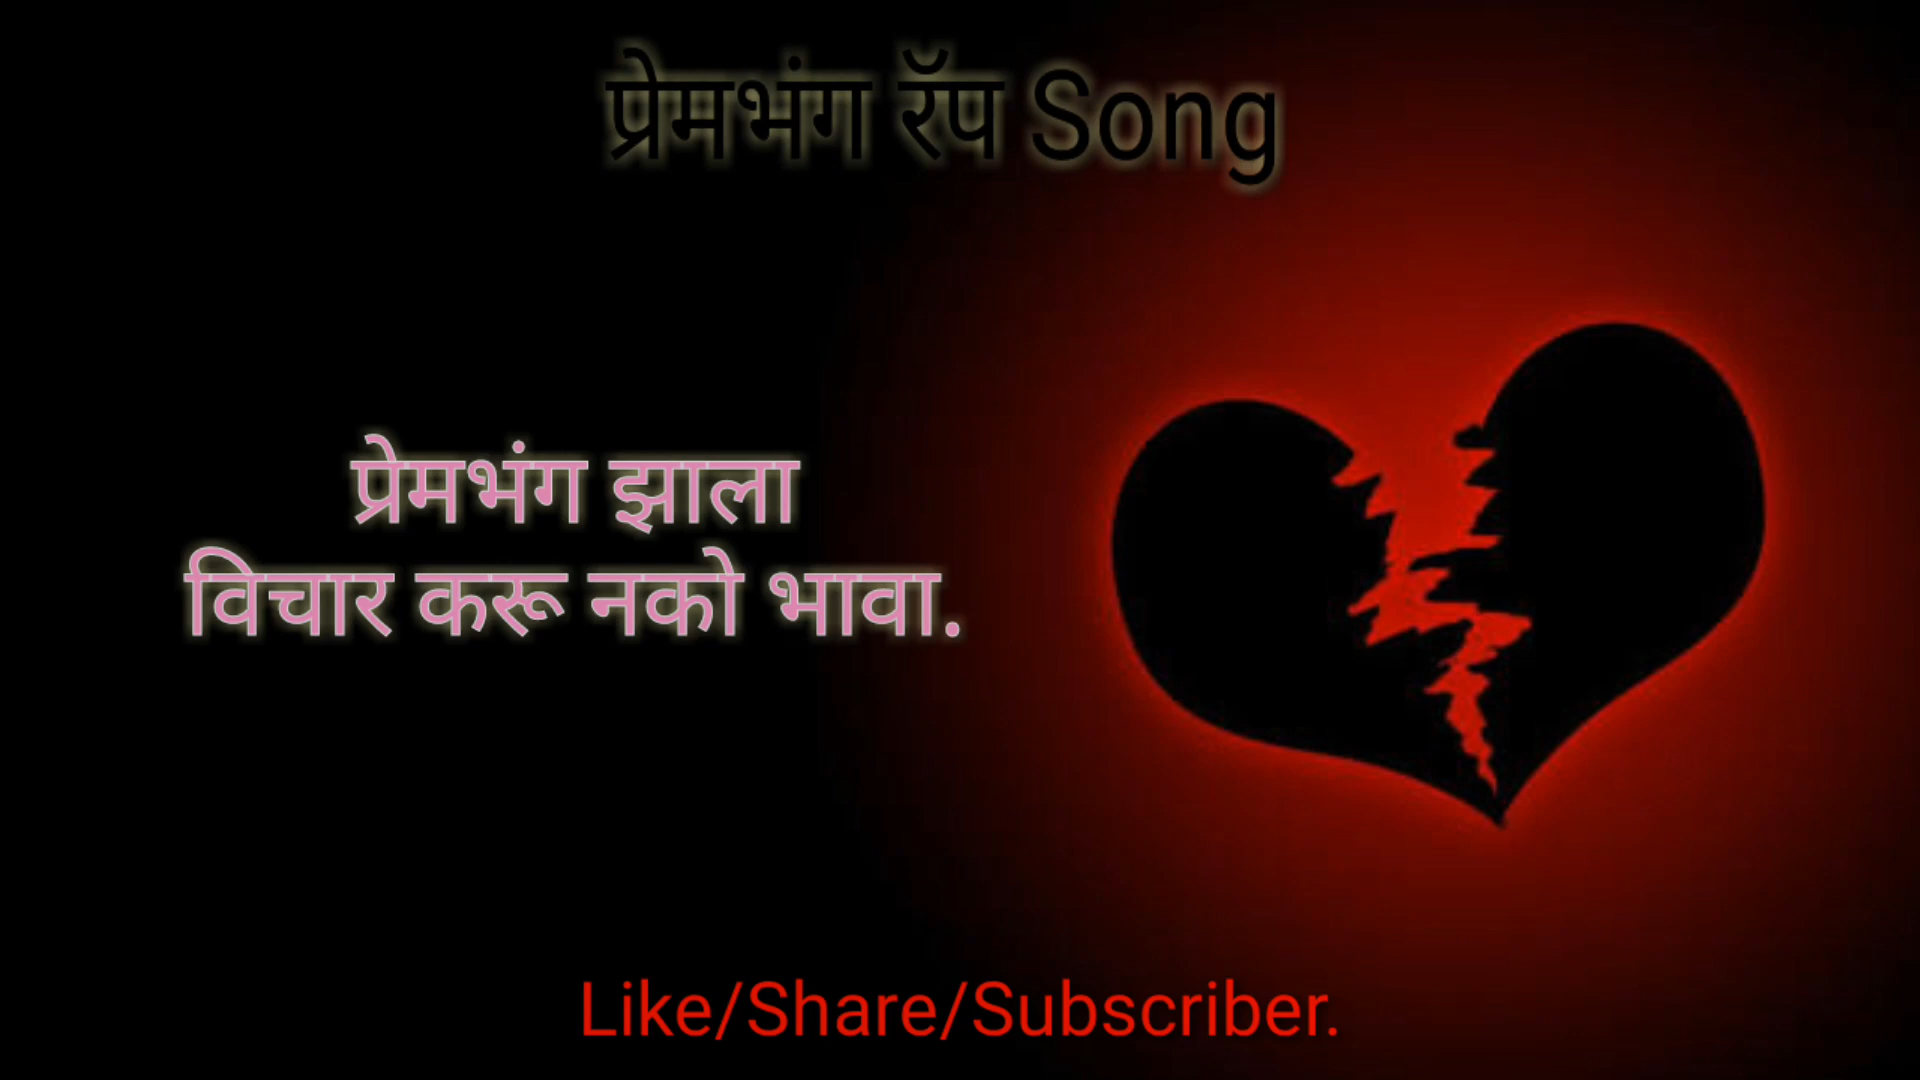 प्रेमभंग रॅप Song
प्रेमभंग झाला
विचार करू नको भावा.
Like/Share/Subscriber.